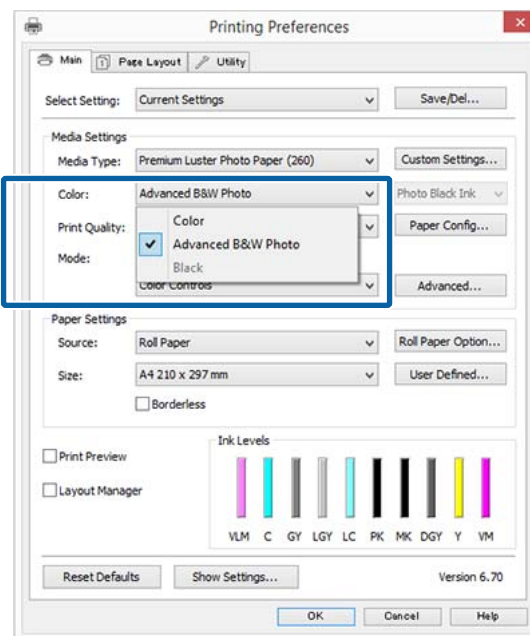 Printing Preferences
Main Page Layout Utility
Select Setting: Current Settings Save/Del...
Media Settings
Media Type: Premium Luster Photo Paper (260) Custom Settings...
Color: Advanced B&W Photo Photo Black Ink
Color
Print Quality: Paper Config...
Advanced B&W Photo
Mode:
Black
Color Controls Advanced...
Paper Settings
Source: Roll Paper Roll Paper Option...
Size: A4 210 x 297 mm User Defined...
Borderless
Ink Levels
Print Preview
Layout Manager
VLM C GY LGY LC PK MK DGY Y VM
Reset Defaults Show Settings... Version 6.70
OK Cancel Help